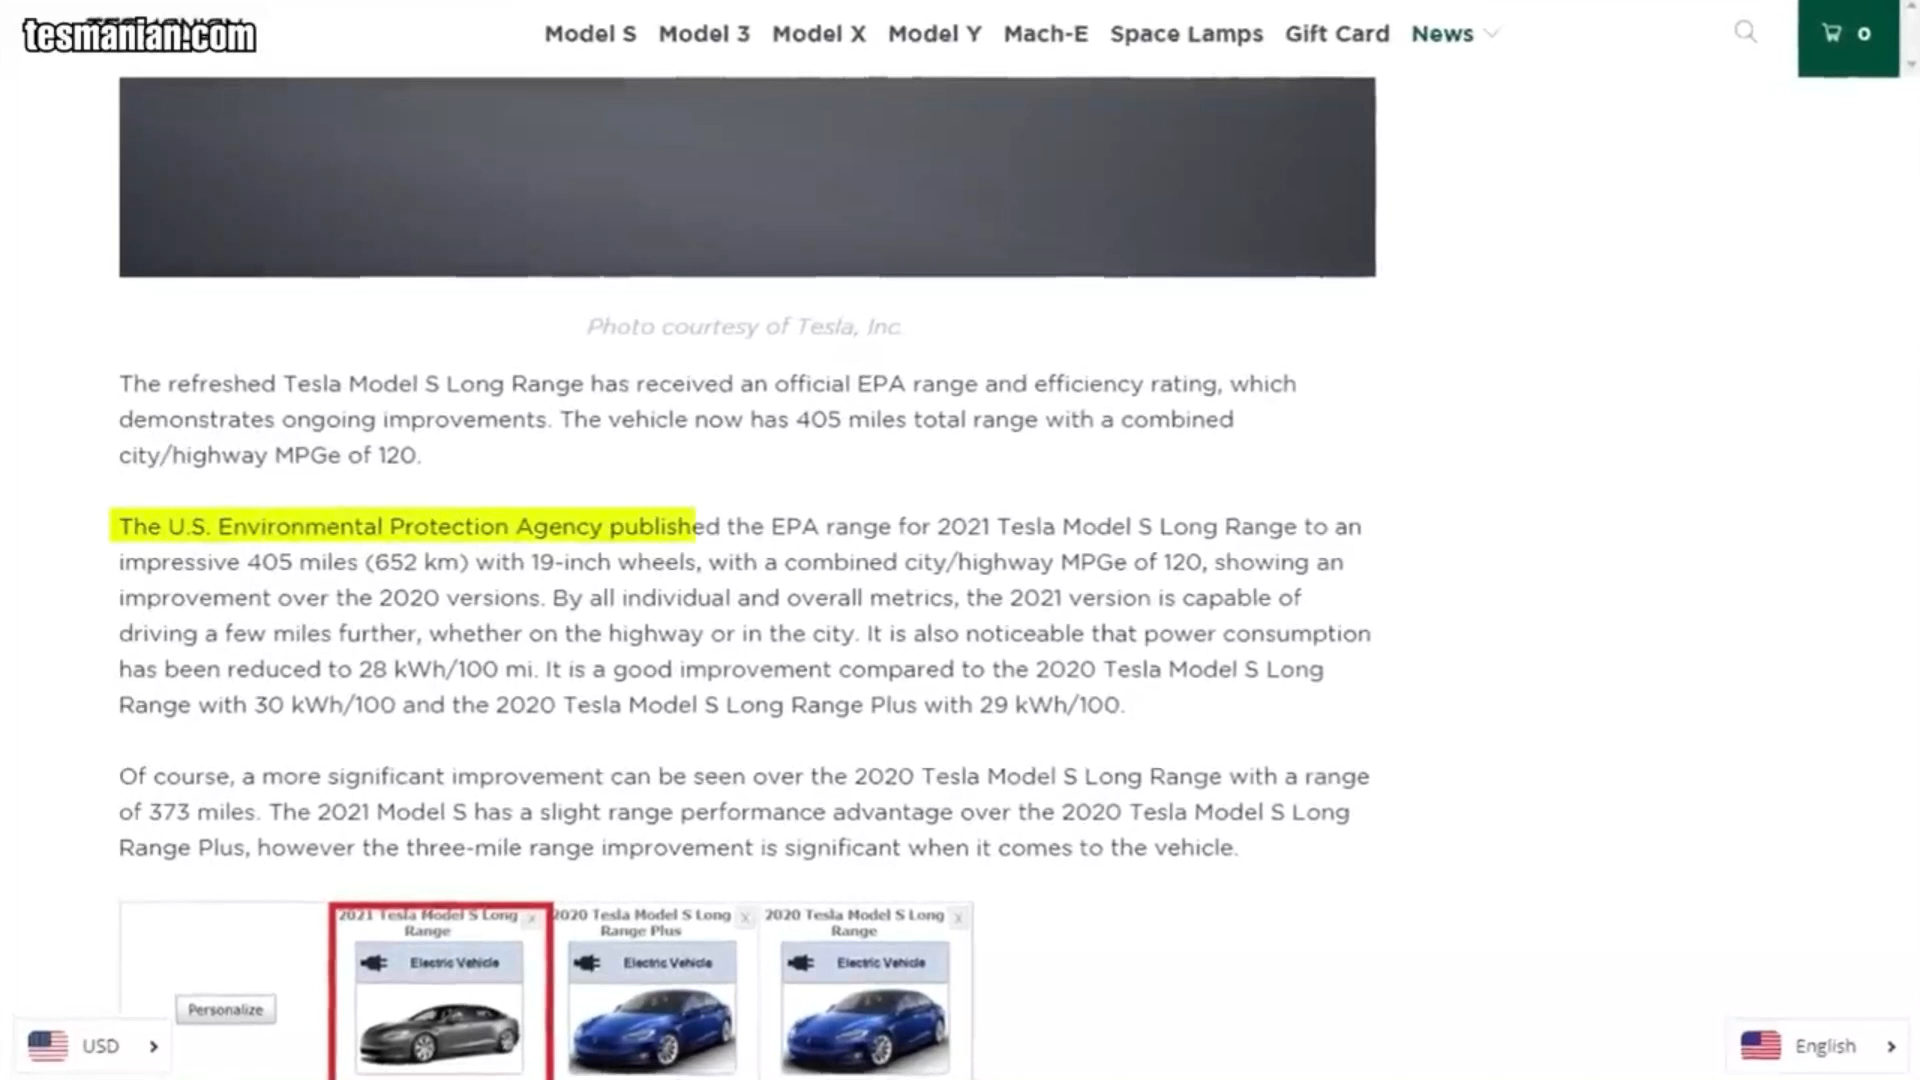 tesmanian.com
Model S Model 3 Model X Model Y Mach-E Space Lamps Gift Card News
0
Photo courtesy of Tesla, Inc.
The refreshed Tesla Model S Long Range has received an official EPA range and efficiency rating, which
demonstrates ongoing improvements. The vehicle now has 405 miles total range with a combined
city/highway MPGe of 120.
The U.S. Environmental Protection Agency published the EPA range for 2021 Tesla Model S Long Range to an
impressive 405 miles (652 km) with 19-inch wheels, with a combined city/highway MPGe of 120, showing an
improvement over the 2020 versions. By all individual and overall metrics, the 2021 version is capable of
driving a few miles further, whether on the highway or in the city. It is also noticeable that power consumption
has been reduced to 28 kWh/100 mi. It is a good improvement compared to the 2020 Tesla Model S Long
Range with 30 kWh/100 and the 2020 Tesla Model S Long Range Plus with 29 kWh/100.
Of course, a more significant improvement can be seen over the 2020 Tesla Model S Long Range with a range
of 373 miles. The 2021 Model S has a slight range performance advantage over the 2020 Tesla Model S Long
Range Plus, however the three-mile range improvement is significant when it comes to the vehicle.
2021 Tesla Model S Long Range
2020 Tesla Model S Long Range Plus
2020 Tesla Model S Long Range
Electric Vehicle
Electric Vehicle
Electric Vehicle
Personalize
USD
English